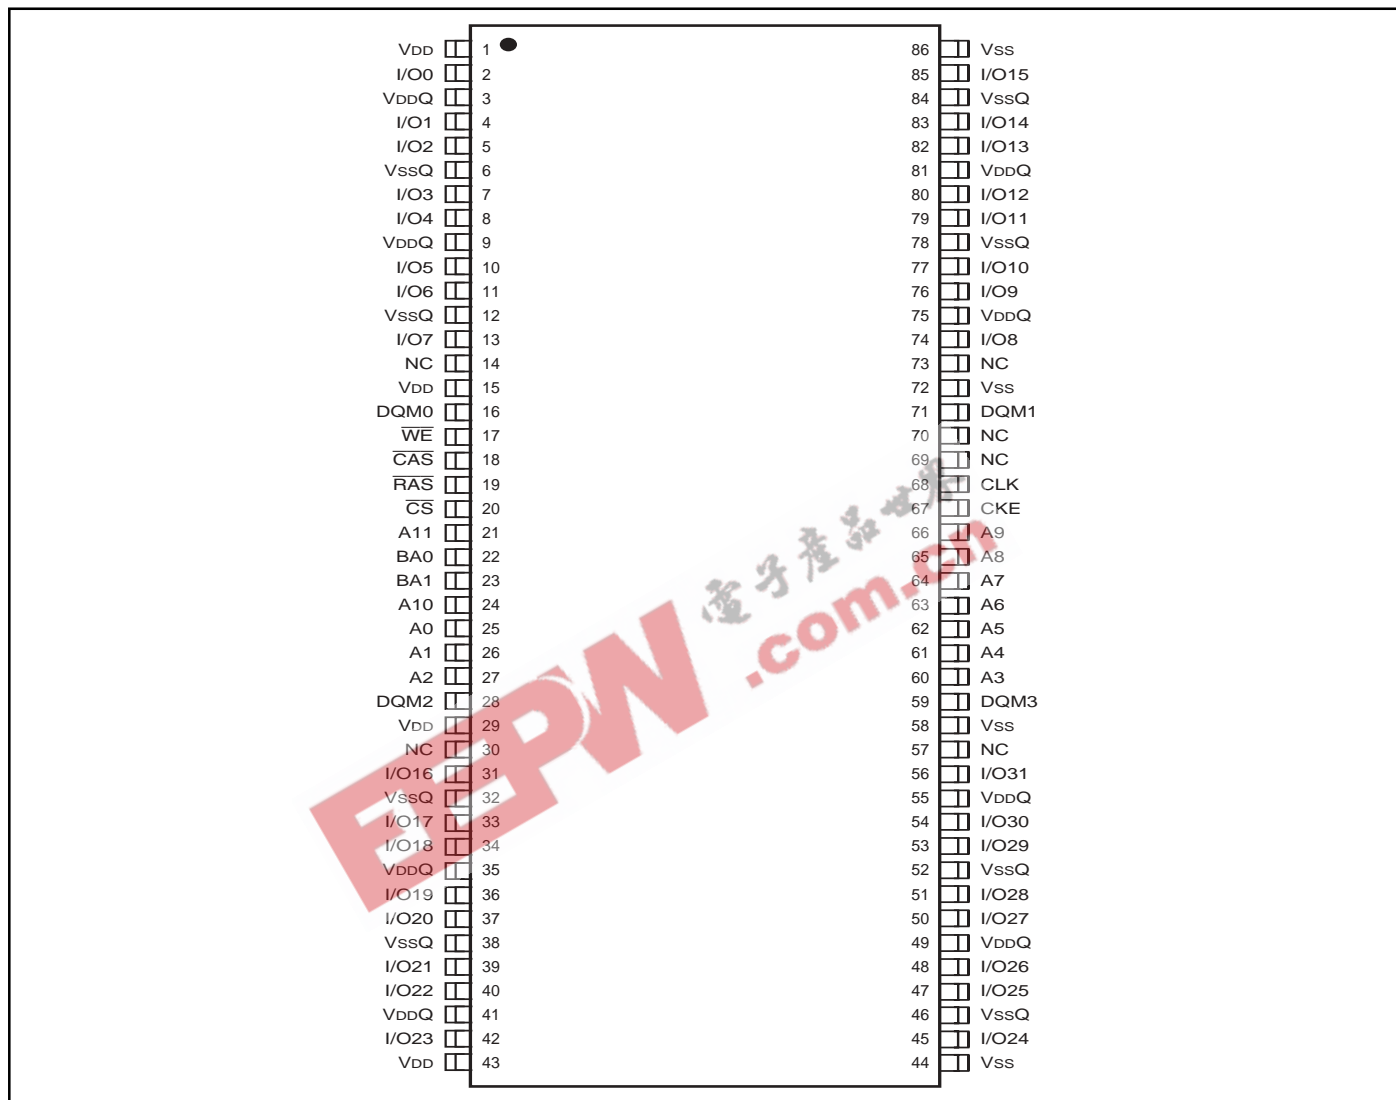 VDD 1 86 VSS
I/O0 2 85 I/O15
VDDQ 3 84 VSSQ
I/O1 4 83 I/O14
I/O2 5 82 I/O13
VSSQ 6 81 VDDQ
I/O3 7 80 I/O12
I/O4 8 79 I/O11
VDDQ 9 78 VSSQ
I/O5 10 77 I/O10
I/O6 11 76 I/O9
VSSQ 12 75 VDDQ
I/O7 13 74 I/O8
NC 14 73 NC
VDD 15 72 VSS
DQM0 16 71 DQM1
WE 17 70 NC
CAS 18 69 NC
RAS 19 68 CLK
CS 20 67 CKE
A11 21 66 A9
BA0 22 65 A8
BA1 23 64 A7
A10 24 63 A6
A0 25 62 A5
A1 26 61 A4
A2 27 60 A3
DQM2 28 59 DQM3
VDD 29 58 VSS
NC 30 57 NC
I/O16 31 56 I/O31
VSSQ 32 55 VDDQ
I/O17 33 54 I/O30
I/O18 34 53 I/O29
VDDQ 35 52 VSSQ
I/O19 36 51 I/O28
I/O20 37 50 I/O27
VSSQ 38 49 VDDQ
I/O21 39 48 I/O26
I/O22 40 47 I/O25
VDDQ 41 46 VSSQ
I/O23 42 45 I/O24
VDD 43 44 VSS
EEPW
電子產品世界
.com.cn